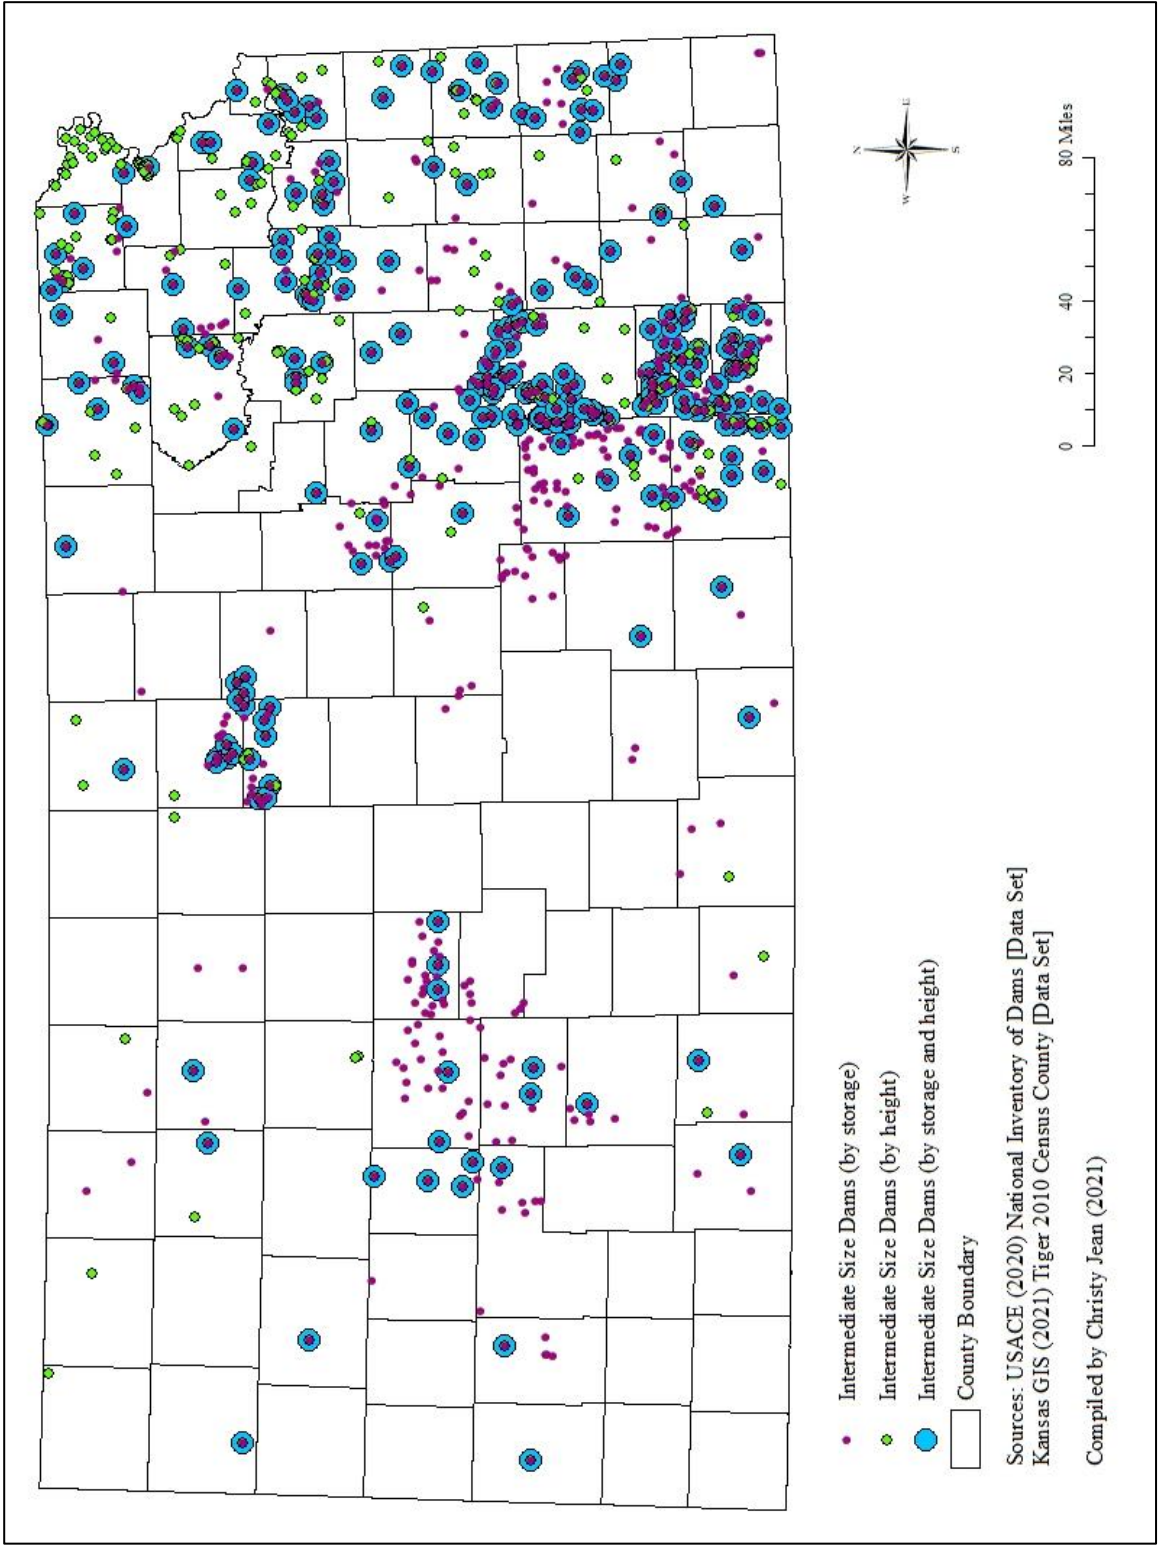 N
W
E
S
0
20
40
80 Miles
Intermediate Size Dams (by storage)
Intermediate Size Dams (by height)
Intermediate Size Dams (by storage and height)
County Boundary
Sources: USACE (2020) National Inventory of Dams [Data Set]
Kansas GIS (2021) Tiger 2010 Census County [Data Set]
Compiled by Christy Jean (2021)